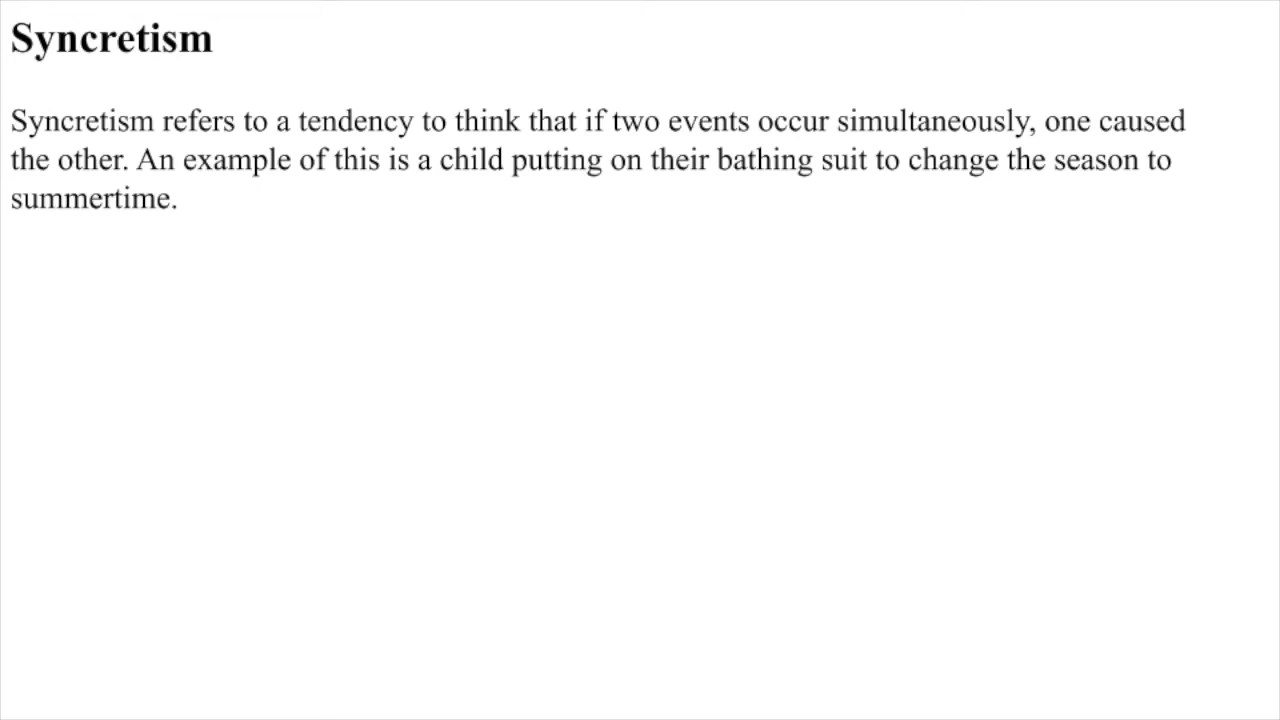 Syncretism
Syncretism refers to a tendency to think that if two events occur simultaneously, one caused
the other. An example of this is a child putting on their bathing suit to change the season to
summertime.